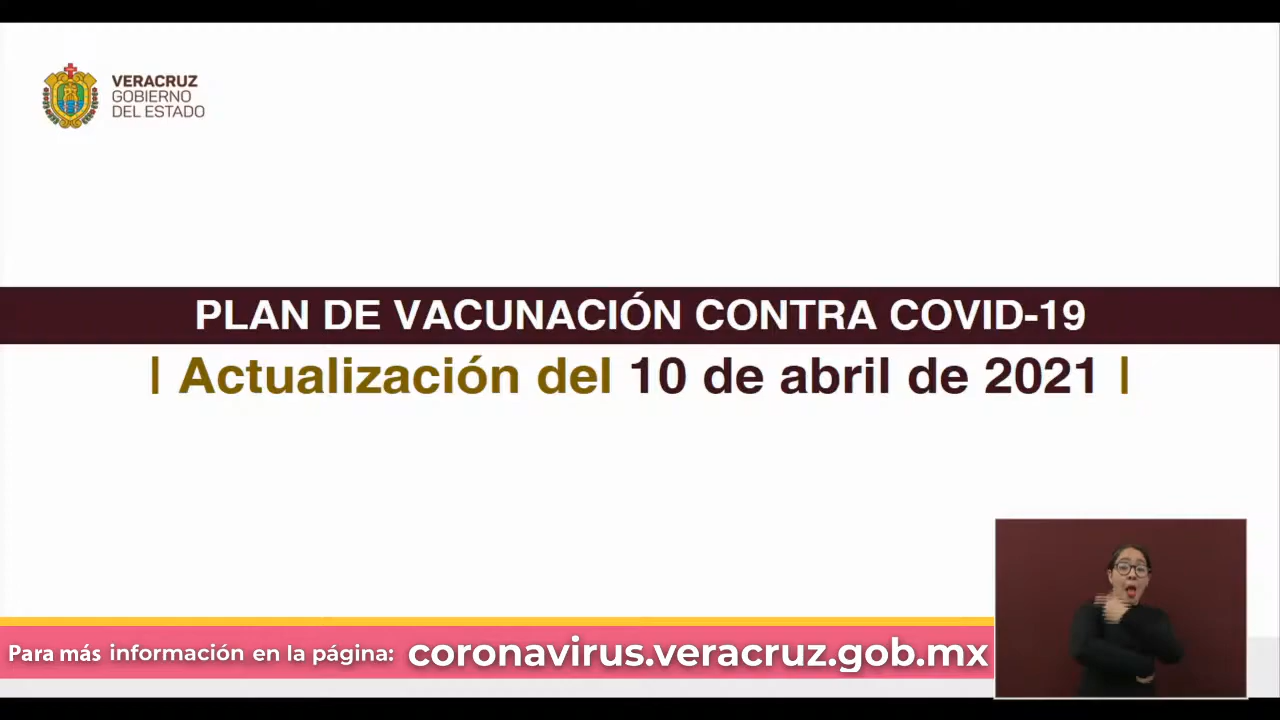 VERACRUZ
GOBIERNO
DEL ESTADO
PLAN DE VACUNACIÓN CONTRA COVID-19
| Actualización del 10 de abril de 2021 |
Para más información en la página: coronavirus.veracruz.gob.mx